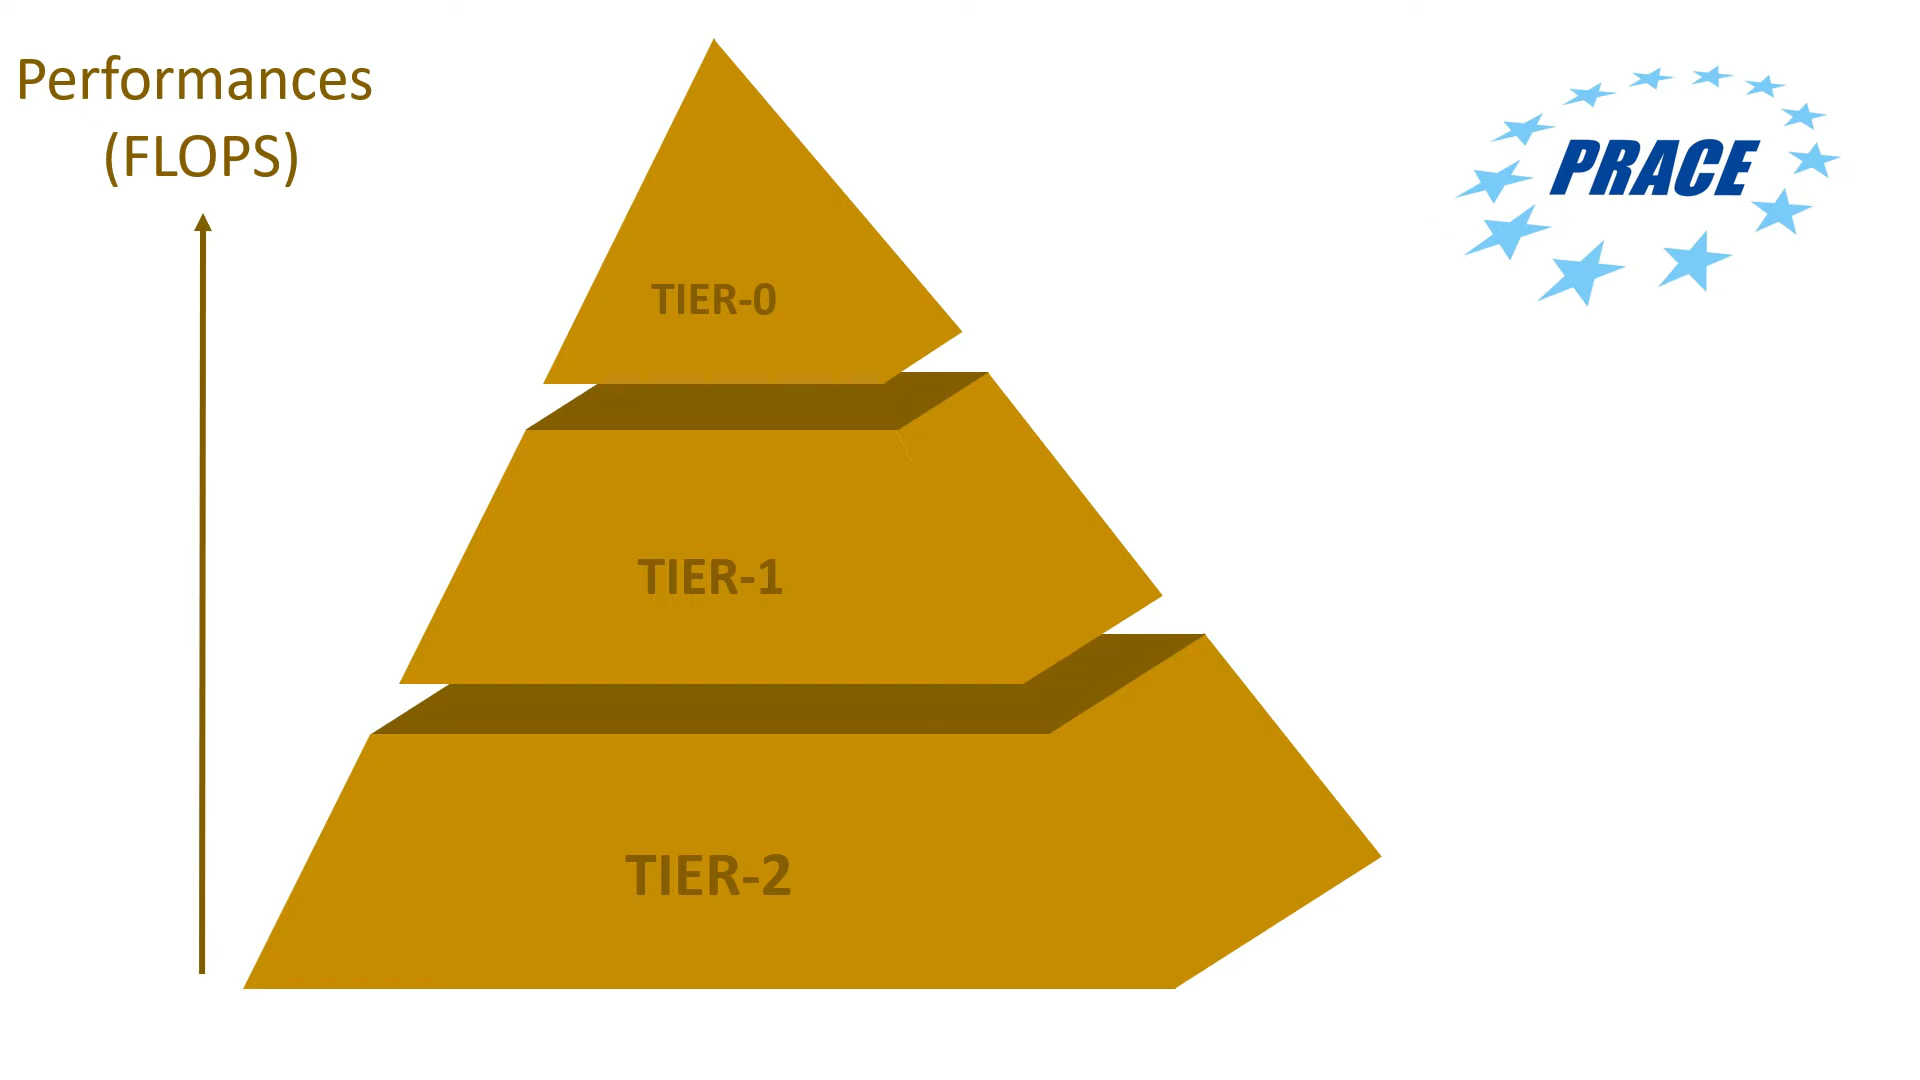 Performances
(FLOPS)
PRACE
TIER-0
TIER-1
TIER-2